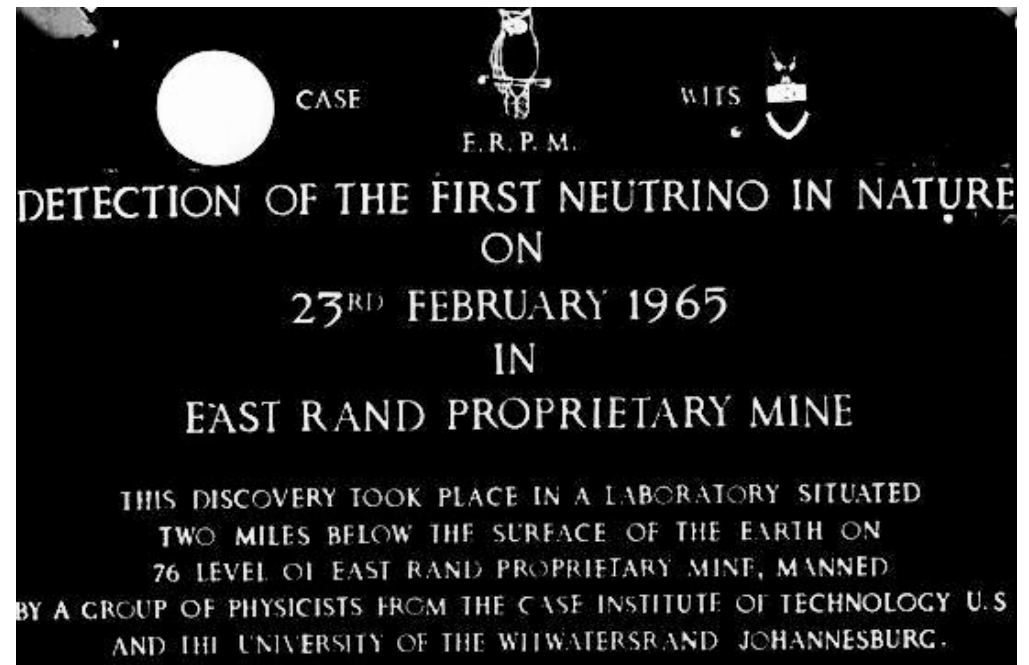 CASE
E.R.P.M.
WITS
DETECTION OF THE FIRST NEUTRINO IN NATURE
ON
23RD FEBRUARY 1965
IN
EAST RAND PROPRIETARY MINE
THIS DISCOVERY TOOK PLACE IN A LABORATORY SITUATED
TWO MILES BELOW THE SURFACE OF THE EARTH ON
76 LEVEL OF EAST RAND PROPRIETARY MINE, MANNED
BY A GROUP OF PHYSICISTS FROM THE CASE INSTITUTE OF TECHNOLOGY U.S
AND THE UNIVERSITY OF THE WITWATERSRAND JOHANNESBURG.